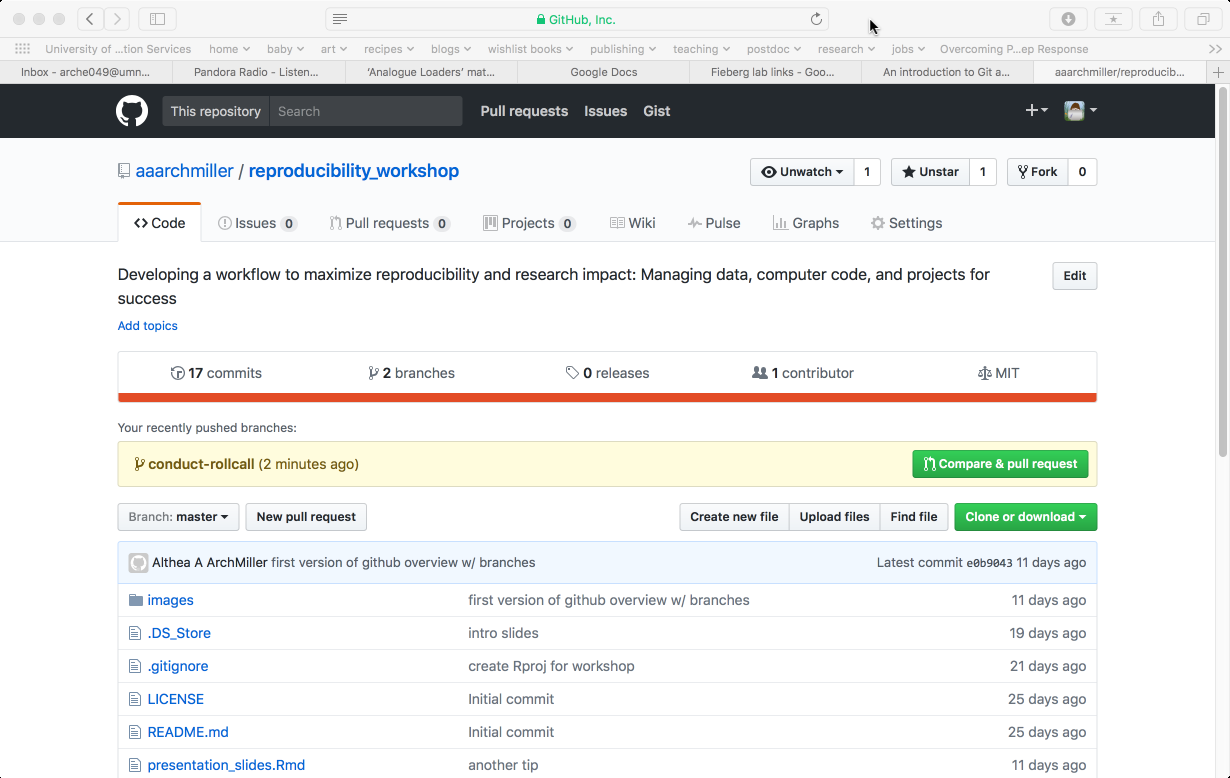 GitHub, Inc.
University of ...tion Services home baby art recipes blogs wishlist books publishing teaching postdoc research jobs Overcoming P...ep Response
Inbox - arche049@umn... Pandora Radio - Listen... 'Analogue Loaders' mat... Google Docs Fieberg lab links - Goo... An introduction to Git a... aaarchmiller/reproducib...
This repository Search Pull requests Issues Gist
aaarchmiller / reproducibility_workshop Unwatch 1 Unstar 1 Fork 0
Code Issues 0 Pull requests 0 Projects 0 Wiki Pulse Graphs Settings
Developing a workflow to maximize reproducibility and research impact: Managing data, computer code, and projects for Edit
success
Add topics
17 commits 2 branches 0 releases 1 contributor MIT
Your recently pushed branches:
conduct-rollcall (2 minutes ago) Compare & pull request
Branch: master New pull request Create new file Upload files Find file Clone or download
Althea A ArchMiller first version of github overview w/ branches Latest commit e0b9043 11 days ago
images first version of github overview w/ branches 11 days ago
.DS_Store intro slides 19 days ago
.gitignore create Rproj for workshop 21 days ago
LICENSE Initial commit 25 days ago
README.md Initial commit 25 days ago
presentation_slides.Rmd another tip 11 days ago